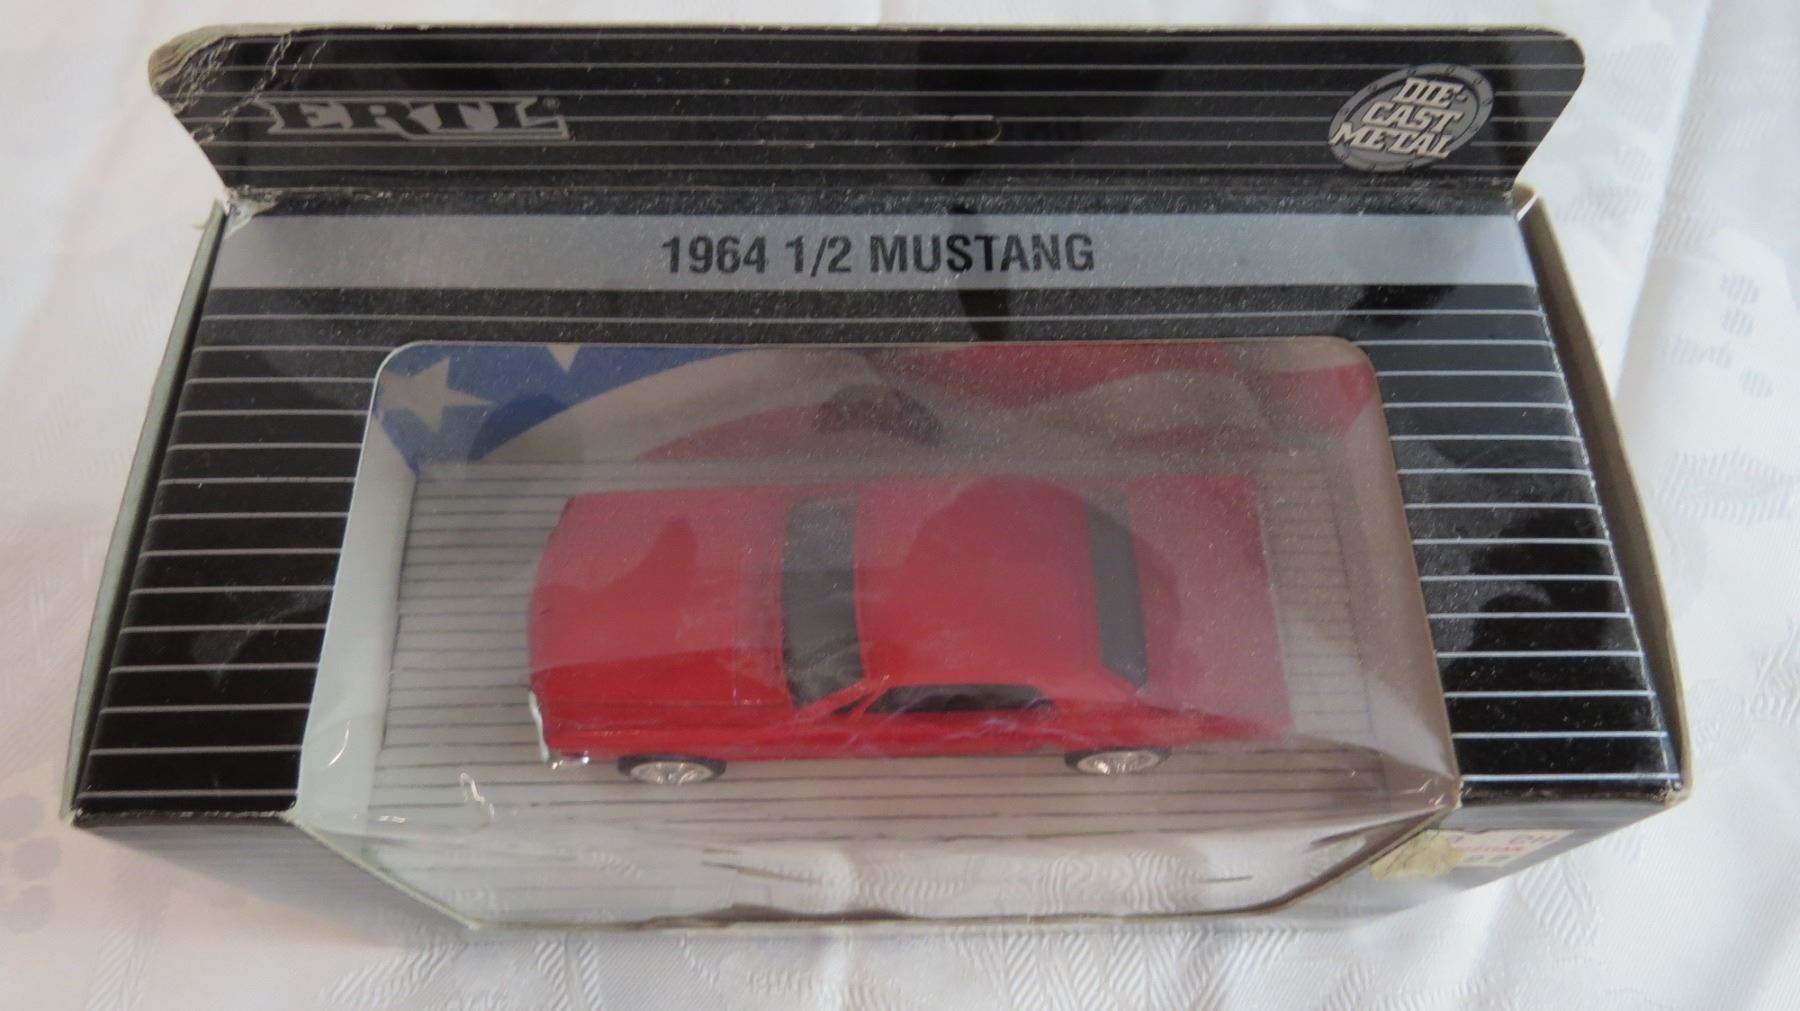 ERTL®
DIE-
CAST
METAL
1964 1/2 MUSTANG